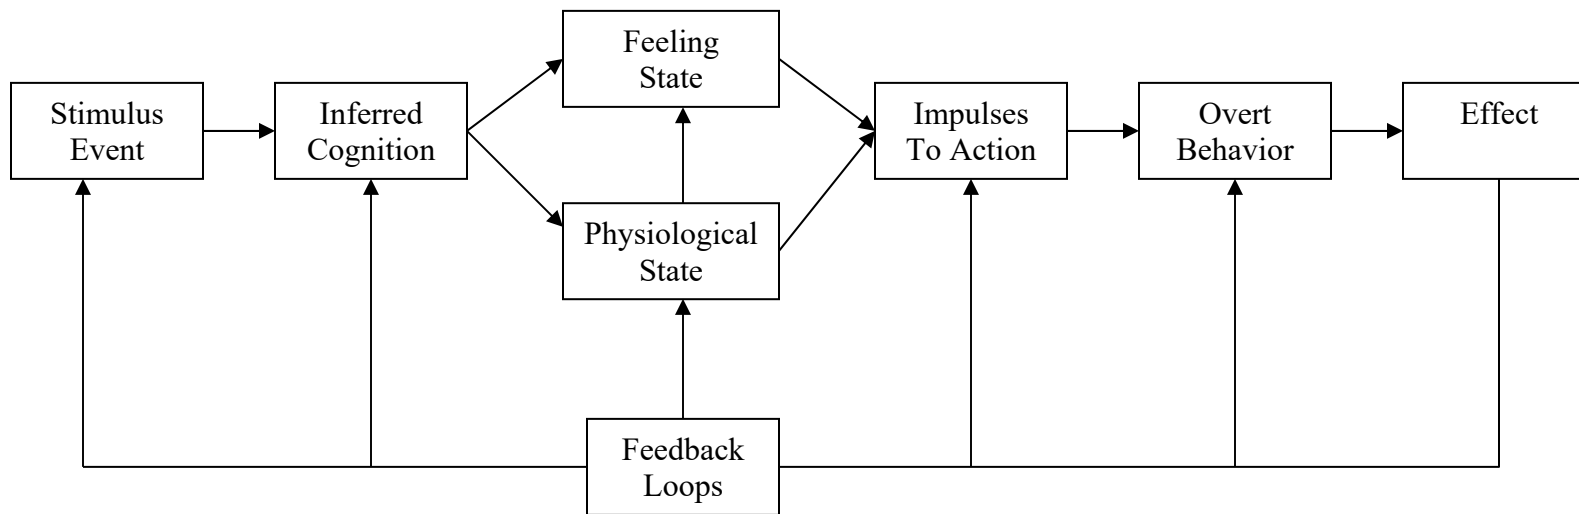 Feeling
State
Stimulus
Event
Inferred
Cognition
Impulses
To Action
Overt
Behavior
Effect
Physiological
State
Feedback
Loops